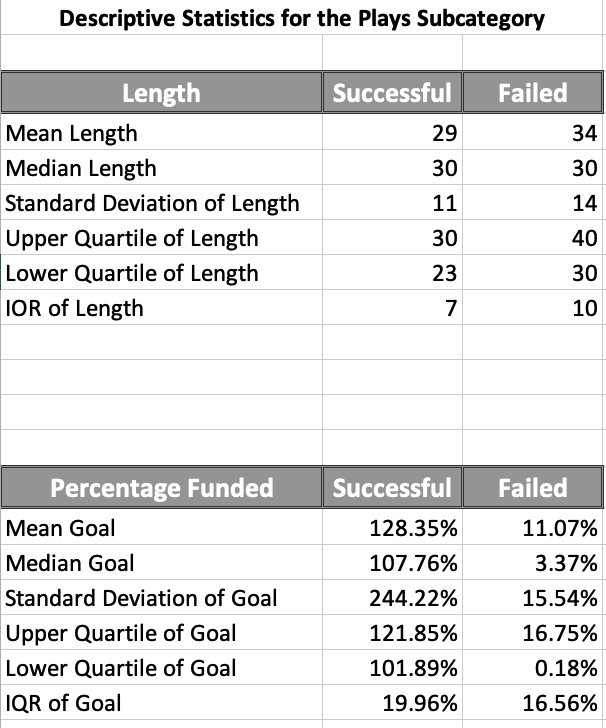 Descriptive Statistics for the Plays Subcategory
Length Successful Failed
Mean Length 29 34
Median Length 30 30
Standard Deviation of Length 11 14
Upper Quartile of Length 30 40
Lower Quartile of Length 23 30
IOR of Length 7 10
Percentage Funded Successful Failed
Mean Goal 128.35% 11.07%
Median Goal 107.76% 3.37%
Standard Deviation of Goal 244.22% 15.54%
Upper Quartile of Goal 121.85% 16.75%
Lower Quartile of Goal 101.89% 0.18%
IQR of Goal 19.96% 16.56%